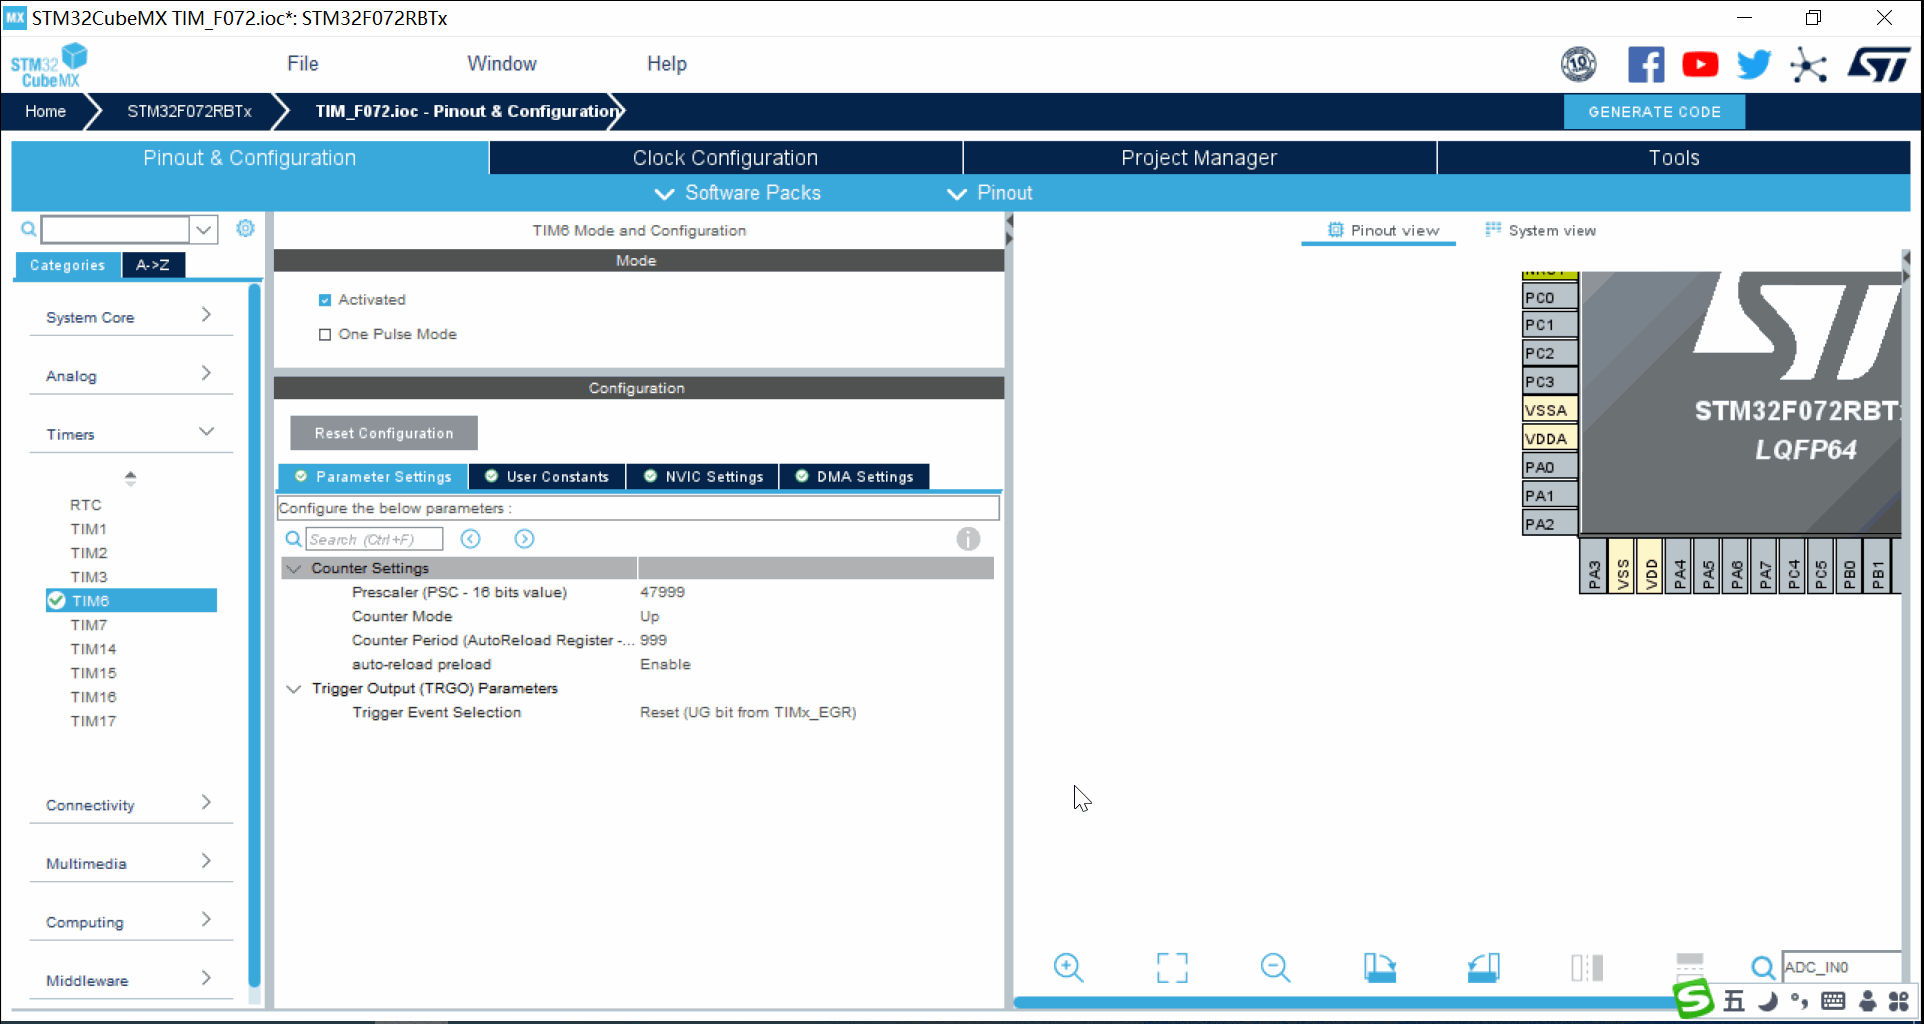 MX STM32CubeMX TIM_F072.ioc*: STM32F072RBTx
STM32
CubeMX
File
Window
Help
10
ST
Home
STM32F072RBTx
TIM_F072.ioc - Pinout & Configuration
GENERATE CODE
Pinout & Configuration
Clock Configuration
Project Manager
Tools
Software Packs
Pinout
Categories
A->Z
System Core
Analog
Timers
RTC
TIM1
TIM2
TIM3
TIM6
TIM7
TIM14
TIM15
TIM16
TIM17
Connectivity
Multimedia
Computing
Middleware
TIM6 Mode and Configuration
Mode
Activated
One Pulse Mode
Configuration
Reset Configuration
Parameter Settings
User Constants
NVIC Settings
DMA Settings
Configure the below parameters :
Search (Ctrl+F)
Counter Settings
Prescaler (PSC - 16 bits value) 47999
Counter Mode Up
Counter Period (AutoReload Register -... 999
auto-reload preload Enable
Trigger Output (TRGO) Parameters
Trigger Event Selection Reset (UG bit from TIMx_EGR)
Pinout view
System view
PC0
PC1
PC2
PC3
VSSA
VDDA
PA0
PA1
PA2
STM32F072RBT
LQFP64
PA3
VSS
VDD
PA4
PA5
PA6
PA7
PC4
PC5
PB0
PB1
ADC_IN0
五